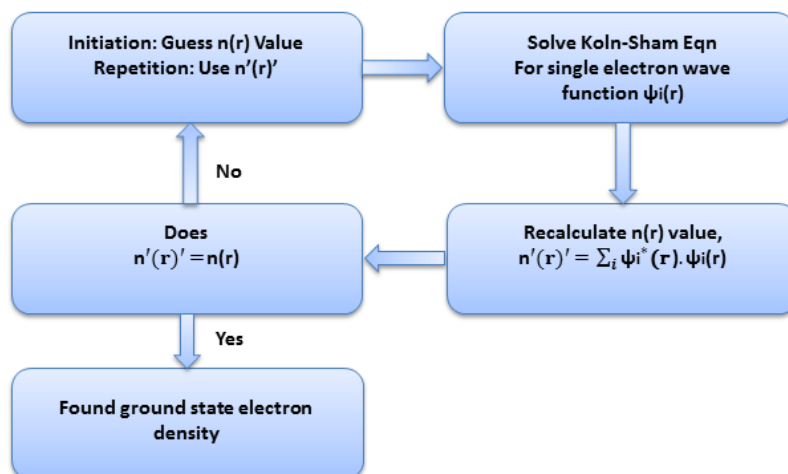 Initiation: Guess n(r) Value
Repetition: Use n’(r)’
Solve Koln-Sham Eqn
For single electron wave
function ψi(r)
No
Does
n′(r)′ = n(r)
Recalculate n(r) value,
n′(r)′ = ∑i ψi*(r). ψi(r)
Yes
Found ground state electron
density